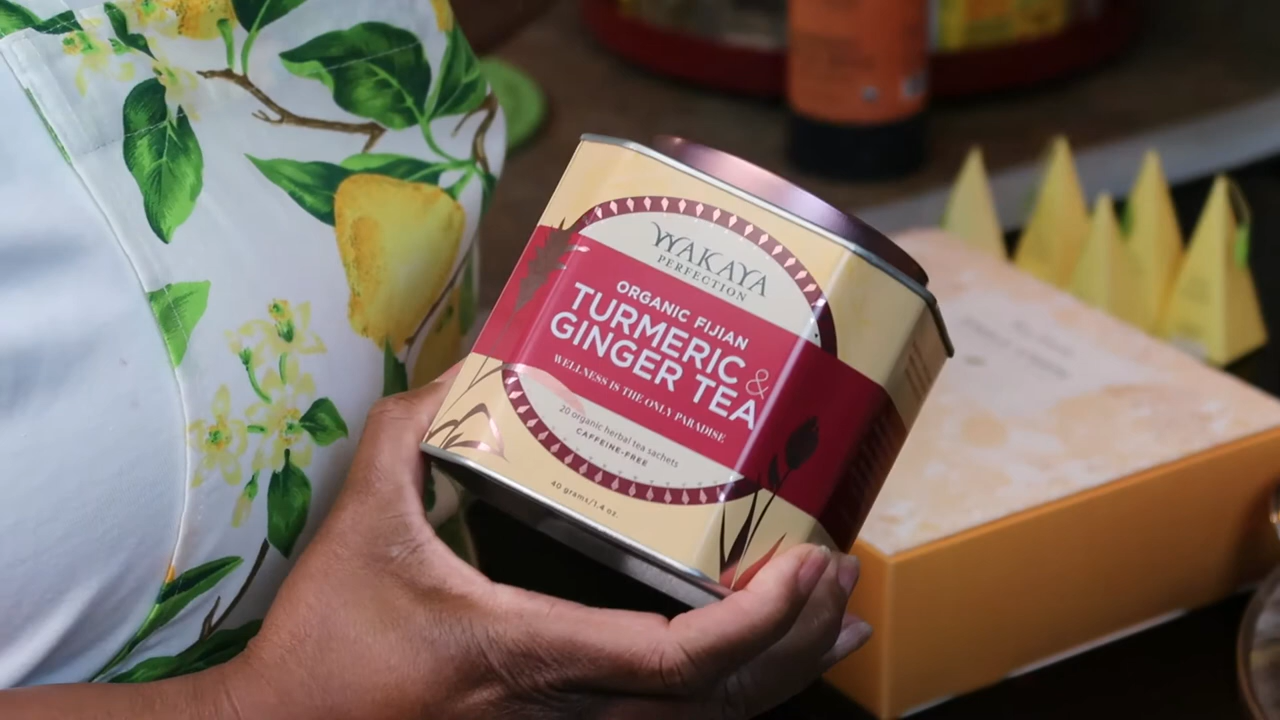 WAKAYA
PERFECTION
ORGANIC FIJIAN
TURMERIC &
GINGER TEA
WELLNESS IS THE ONLY PARADISE
20 organic herbal tea sachets
CAFFEINE-FREE
40 grams/1.4 oz.